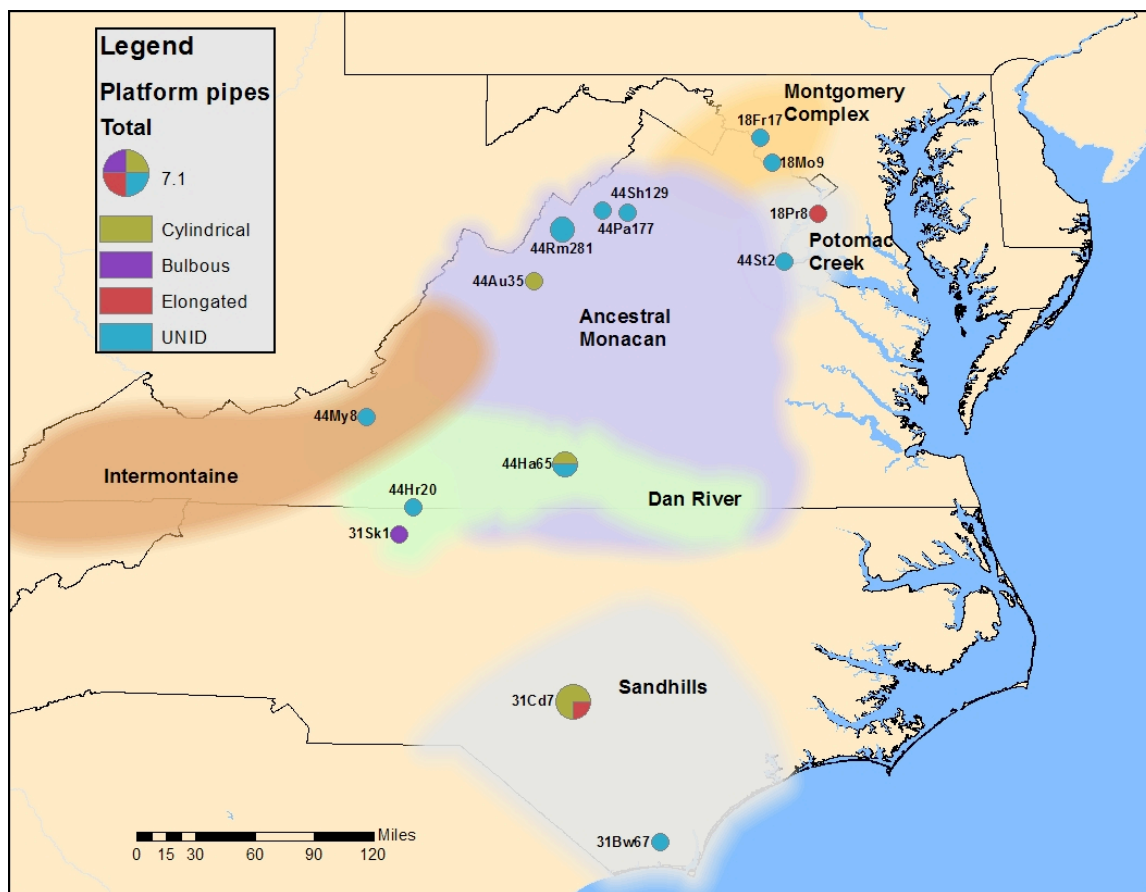 Legend
Platform pipes
Total
7.1
Cylindrical
Bulbous
Elongated
UNID
Montgomery
Complex
18Fr17
18Mo9
44Sh129
18Pr8
44Pa177
44Rm281
Potomac
Creek
44St2
44Au35
Ancestral
Monacan
44My8
Intermontaine
44Ha65
44Hr20
Dan River
31Sk1
Sandhills
31Cd7
31Bw67
Miles
0 15 30 60 90 120